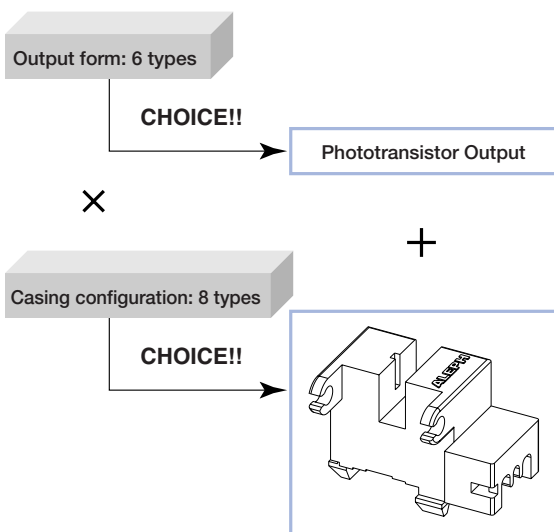 Output form: 6 types
CHOICE!!
Phototransistor Output
×
+
Casing configuration: 8 types
CHOICE!!
ALEPH